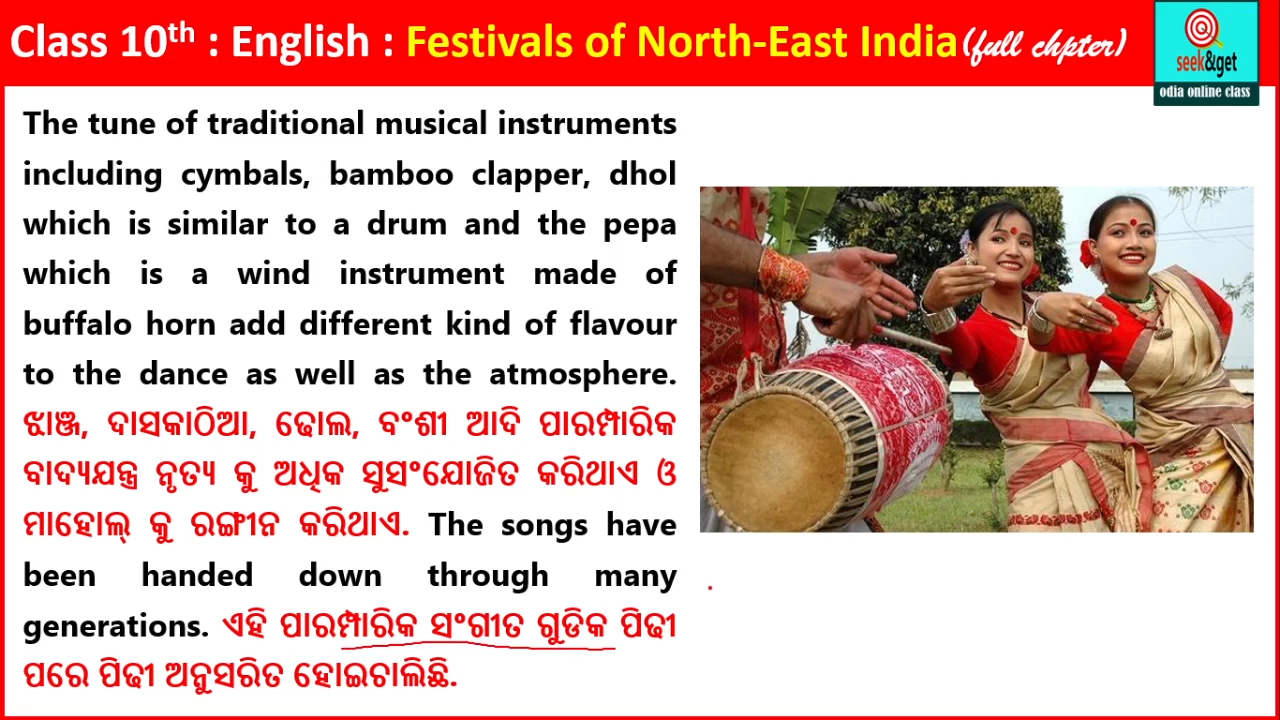 Class 10th : English : Festivals of North-East India (full chpter)
seek&get
odia online class
The tune of traditional musical instruments
including cymbals, bamboo clapper, dhol
which is similar to a drum and the pepa
which is a wind instrument made of
buffalo horn add different kind of flavour
to the dance as well as the atmosphere.
ଝାଞ୍ଜ, ଦାସକାଠିଆ, ଢୋଲ, ବଂଶୀ ଆଦି ପାରମ୍ପାରିକ
ବାଦ୍ୟଯନ୍ତ୍ର ନୃତ୍ୟ କୁ ଅଧିକ ସୁସଂଯୋଜିତ କରିଥାଏ ଓ
ମାହୋଲ୍ କୁ ରଙ୍ଗୀନ କରିଥାଏ. The songs have
been handed down through many
generations. ଏହି ପାରମ୍ପାରିକ ସଂଗୀତ ଗୁଡିକ ପିଢୀ
ପରେ ପିଢୀ ଅନୁସରିତ ହୋଇଚାଲିଛି.